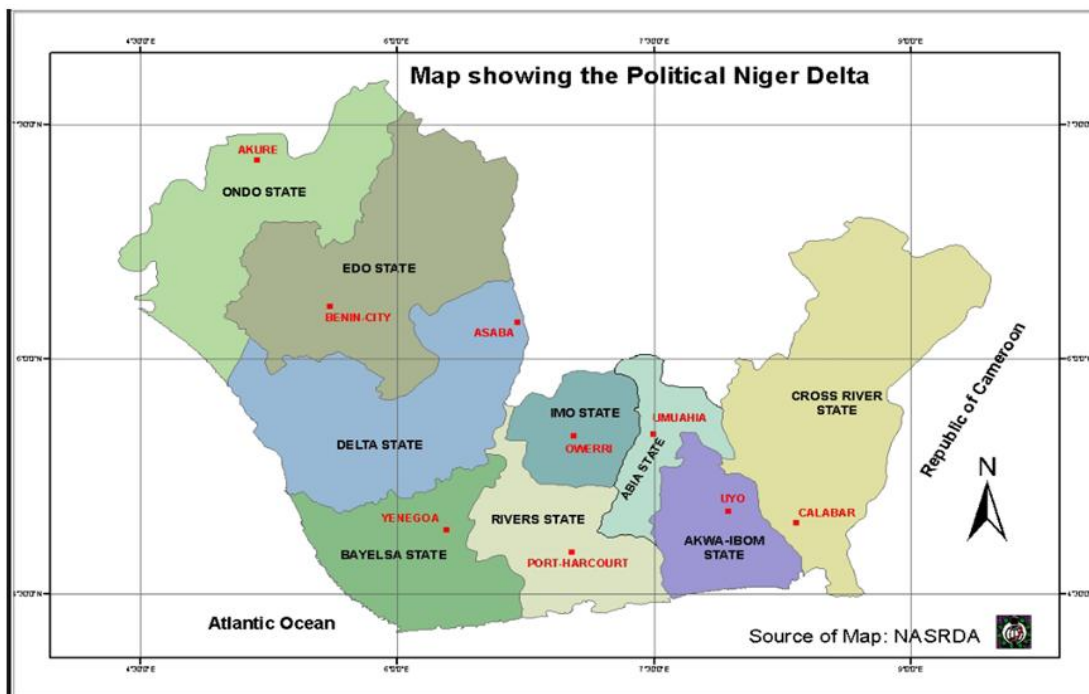 Map showing the Political Niger Delta
AKURE
ONDO STATE
EDO STATE
BENIN-CITY
ASABA
CROSS RIVER
STATE
Republic of Cameroon
IMO STATE
UMUAHIA
DELTA STATE
OWERRI
ABIA STATE
N
UYO
YENEGOA
RIVERS STATE
CALABAR
BAYELSA STATE
PORT-HARCOURT
AKWA-IBOM
STATE
Atlantic Ocean
Source of Map: NASRDA